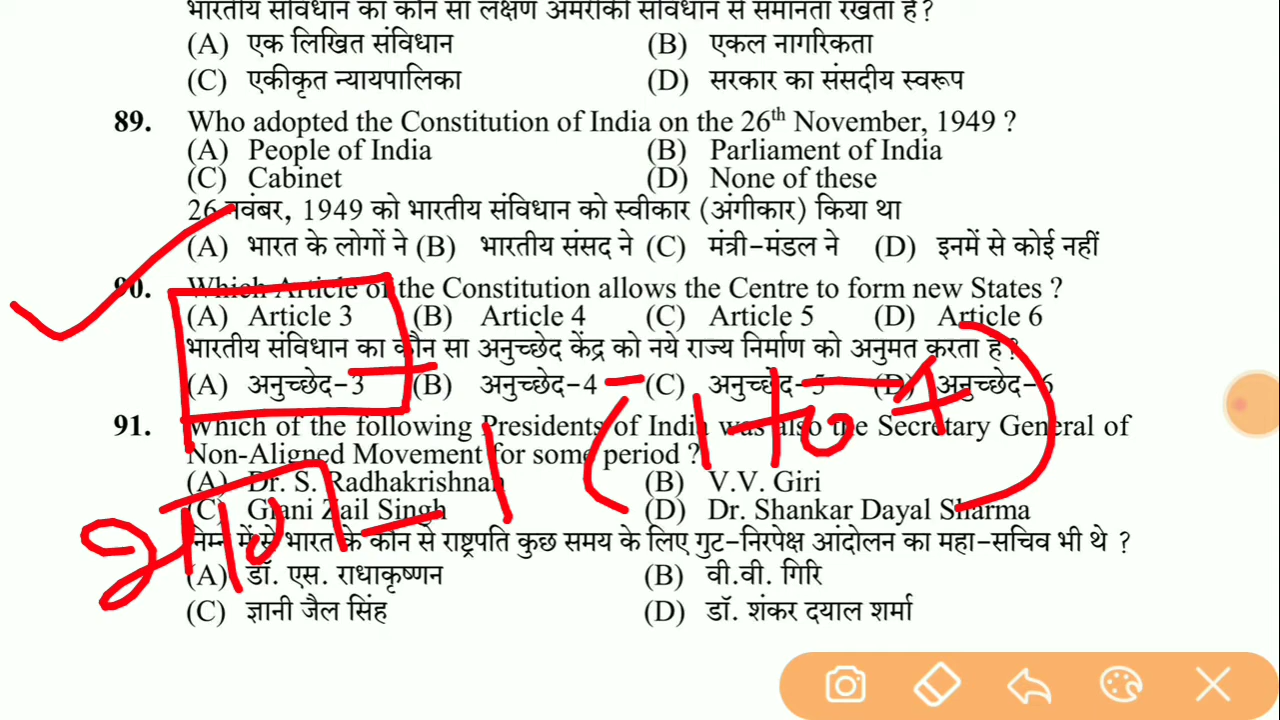 भारतीय संविधान का कौन सा लक्षण अमरीकी संविधान से समानता रखता है?
(A) एक लिखित संविधान (B) एकल नागरिकता
(C) एकीकृत न्यायपालिका (D) सरकार का संसदीय स्वरूप
89. Who adopted the Constitution of India on the 26th November, 1949 ?
(A) People of India (B) Parliament of India
(C) Cabinet (D) None of these
26 नवंबर, 1949 को भारतीय संविधान को स्वीकार (अंगीकार) किया था
(A) भारत के लोगों ने (B) भारतीय संसद ने (C) मंत्री-मंडल ने (D) इनमें से कोई नहीं
90. Which Article of the Constitution allows the Centre to form new States ?
(A) Article 3 (B) Article 4 (C) Article 5 (D) Article 6
भारतीय संविधान का कौन सा अनुच्छेद केंद्र को नये राज्य निर्माण को अनुमत करता है?
(A) अनुच्छेद-3 (B) अनुच्छेद-4 (C) अनुच्छेद-5 (D) अनुच्छेद-6
91. Which of the following Presidents of India was also the Secretary General of
Non-Aligned Movement for some period ?
(A) Dr. S. Radhakrishnan (B) V.V. Giri
(C) Giani Zail Singh (D) Dr. Shankar Dayal Sharma
निम्न में से भारत के कौन से राष्ट्रपति कुछ समय के लिए गुट-निरपेक्ष आंदोलन का महा-सचिव भी थे ?
(A) डॉ. एस. राधाकृष्णन (B) वी.वी. गिरि
(C) ज्ञानी जैल सिंह (D) डॉ. शंकर दयाल शर्मा
भाग-1 (1 to 4)